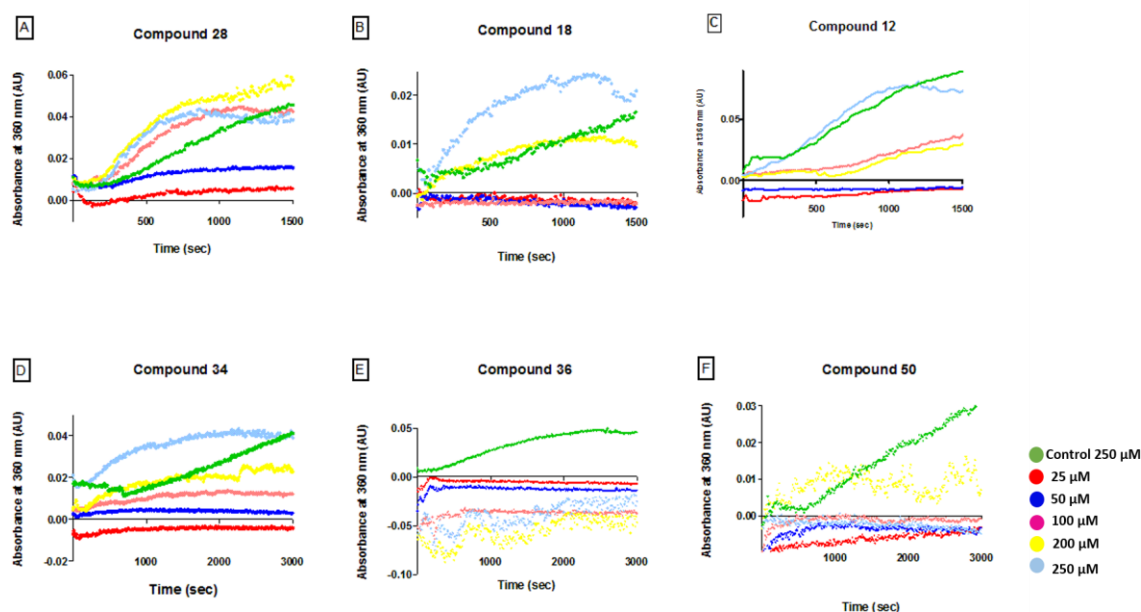 A
Compound 28
Absorbance at 360 nm (AU)
0.06
0.04
0.02
0.00
500
1000
1500
Time (sec)
B
Compound 18
Absorbance at 360 nm (AU)
0.02
0.01
0.00
500
1000
1500
Time (sec)
C
Compound 12
Absorbance at 360 nm (AU)
0.05
0.00
500
1000
1500
Time (sec)
D
Compound 34
Absorbance at 360 nm (AU)
0.04
0.02
0.00
-0.02
1000
2000
3000
Time (sec)
E
Compound 36
Absorbance at 360 nm (AU)
0.05
0.00
-0.05
-0.10
1000
2000
3000
Time (sec)
F
Compound 50
Absorbance at 360 nm (AU)
0.03
0.02
0.01
0.00
1000
2000
3000
Time (sec)
Control 250 µM
25 µM
50 µM
100 µM
200 µM
250 µM